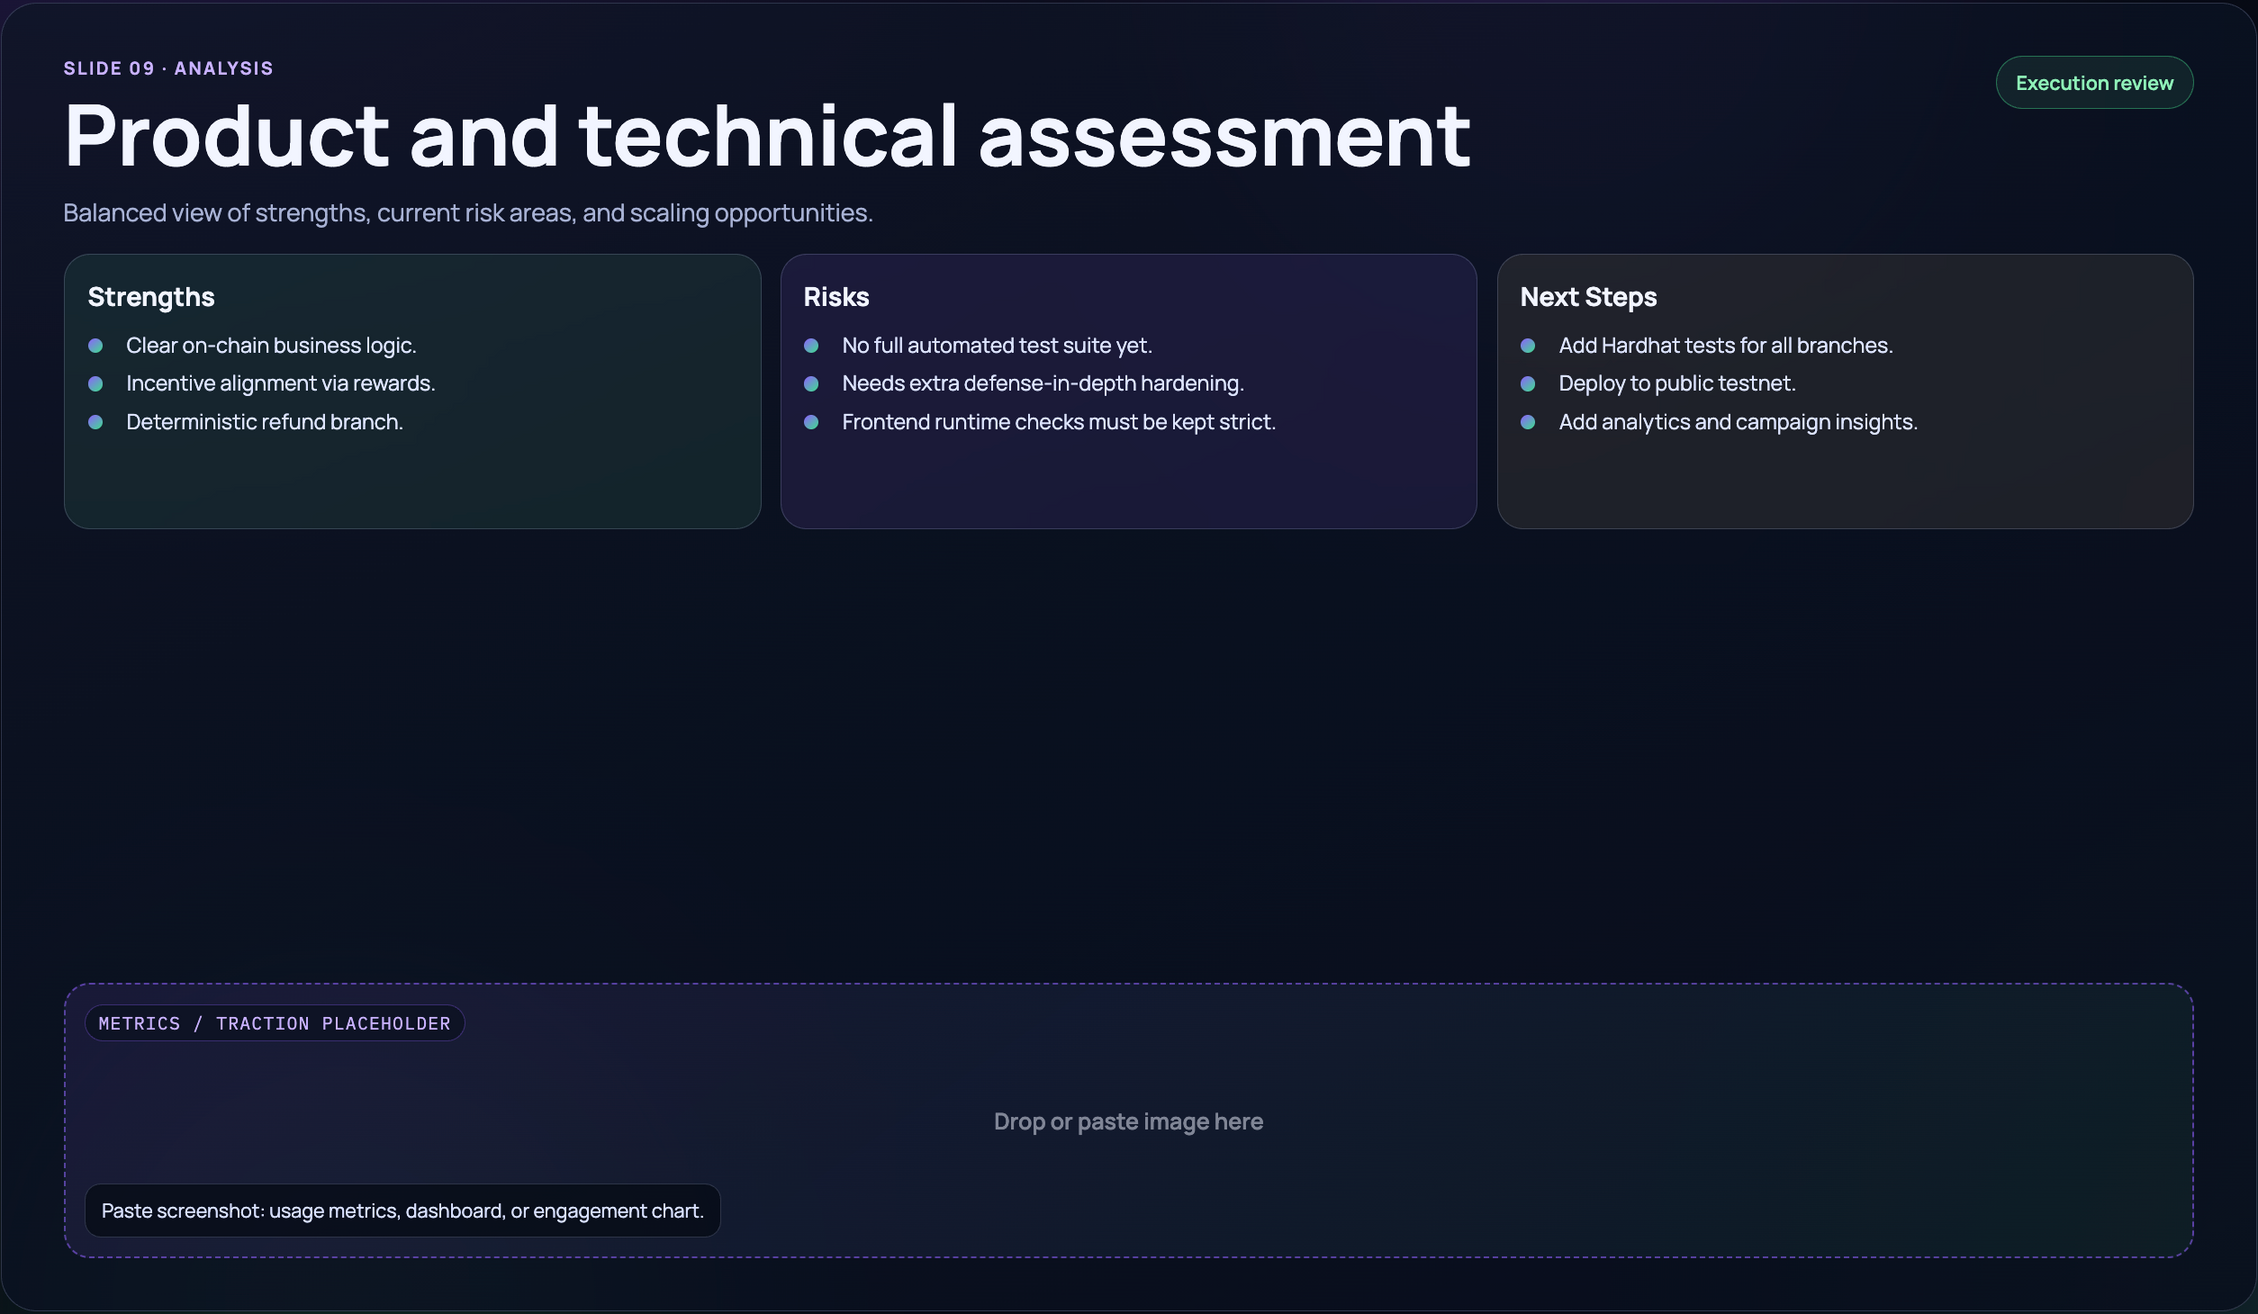 SLIDE 09 · ANALYSIS
Execution review
Product and technical assessment
Balanced view of strengths, current risk areas, and scaling opportunities.
Strengths
Clear on-chain business logic.
Incentive alignment via rewards.
Deterministic refund branch.
Risks
No full automated test suite yet.
Needs extra defense-in-depth hardening.
Frontend runtime checks must be kept strict.
Next Steps
Add Hardhat tests for all branches.
Deploy to public testnet.
Add analytics and campaign insights.
METRICS / TRACTION PLACEHOLDER
Drop or paste image here
Paste screenshot: usage metrics, dashboard, or engagement chart.